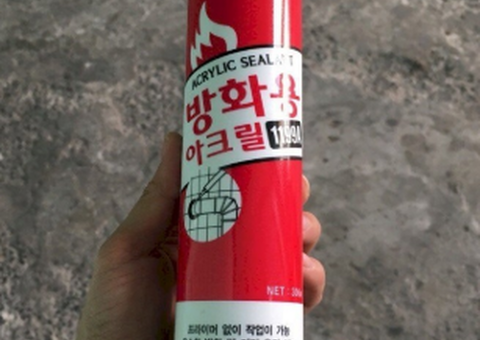 ACRYLIC SEALANT
방화용
아크릴 1199A
NET :
프라이머 없이 작업이 가능